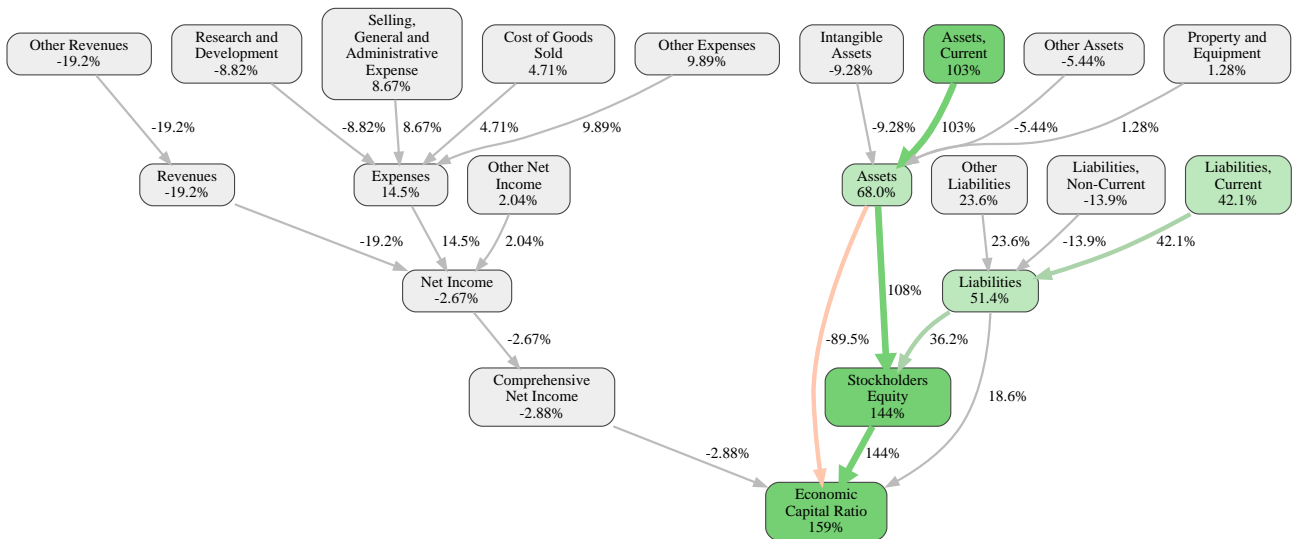 Other Revenues
-19.2%
Research and
Development
-8.82%
Selling,
General and
Administrative
Expense
8.67%
Cost of Goods
Sold
4.71%
Other Expenses
9.89%
Intangible
Assets
-9.28%
Assets,
Current
103%
Other Assets
-5.44%
Property and
Equipment
1.28%
-19.2%
-8.82%
8.67%
4.71%
9.89%
-9.28%
103%
-5.44%
1.28%
Revenues
-19.2%
Expenses
14.5%
Other Net
Income
2.04%
Assets
68.0%
Other
Liabilities
23.6%
Liabilities,
Non-Current
-13.9%
Liabilities,
Current
42.1%
-19.2%
14.5%
2.04%
23.6%
-13.9%
42.1%
Net Income
-2.67%
Liabilities
51.4%
108%
-2.67%
-89.5%
36.2%
Comprehensive
Net Income
-2.88%
Stockholders
Equity
144%
18.6%
-2.88%
144%
Economic
Capital Ratio
159%